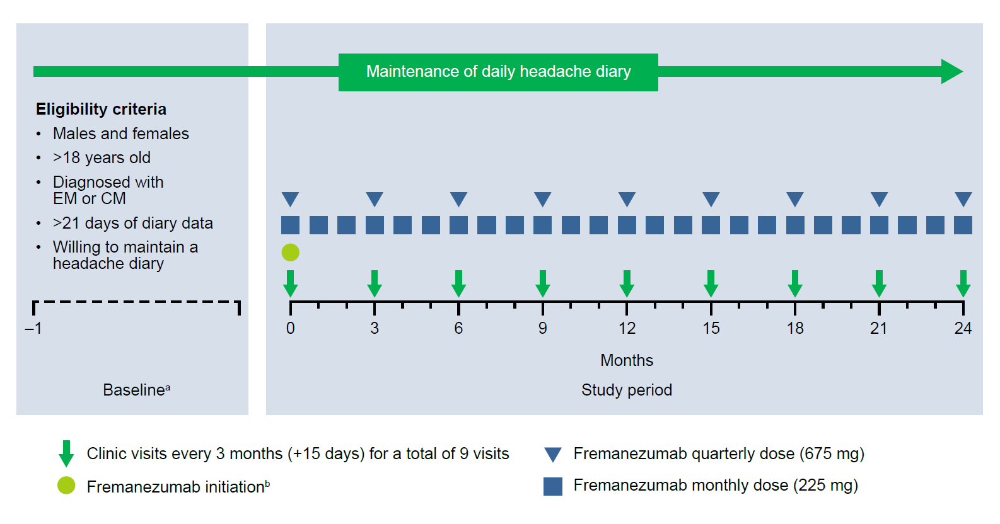 Maintenance of daily headache diary
Eligibility criteria
• Males and females
• >18 years old
• Diagnosed with
EM or CM
• >21 days of diary data
• Willing to maintain a
headache diary
–1
0 3 6 9 12 15 18 21 24
Months
Baselineᵃ
Study period
Clinic visits every 3 months (+15 days) for a total of 9 visits
Fremanezumab initiationᵇ
Fremanezumab quarterly dose (675 mg)
Fremanezumab monthly dose (225 mg)